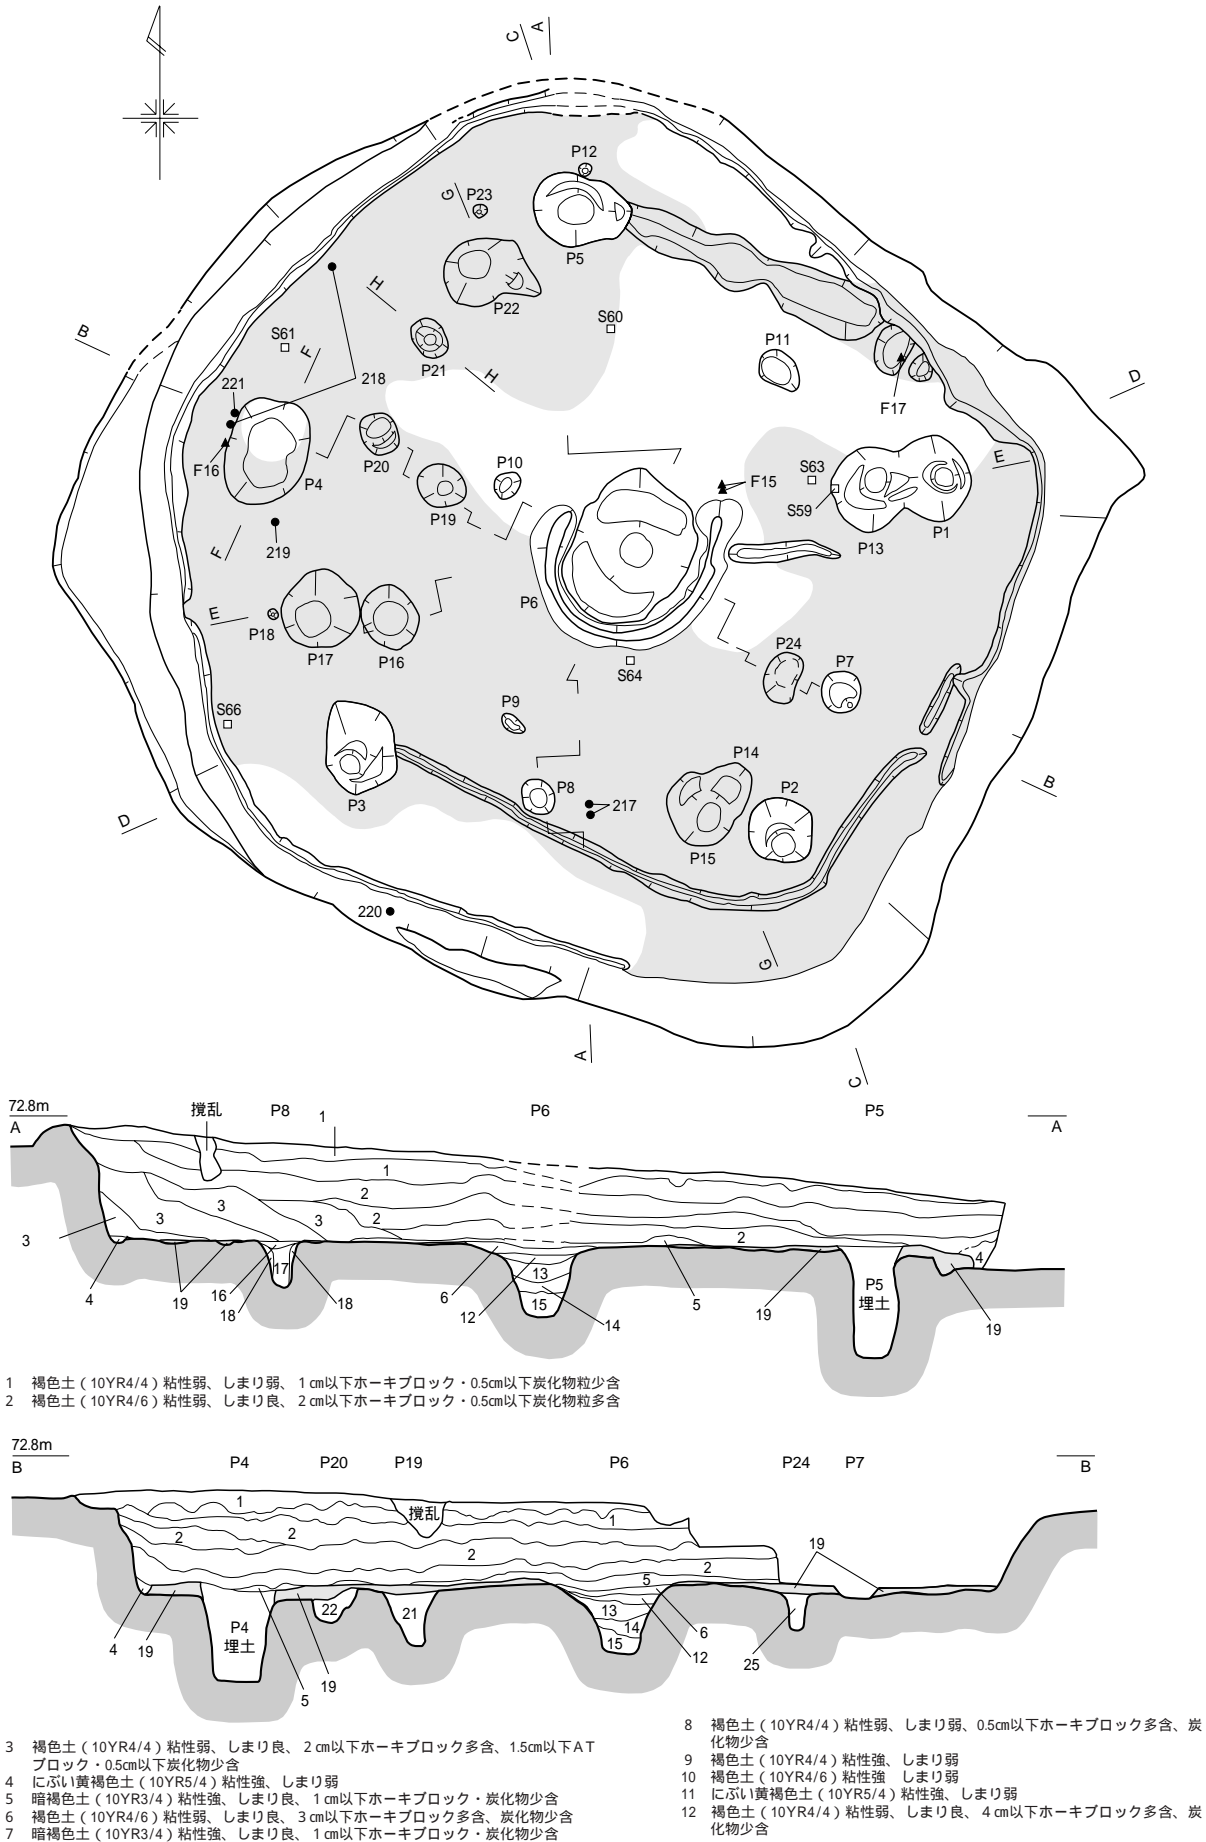 C
A
P12
G
P23
P5
B
H
P22
S60
S61
F
P11
P21
H
D
218
221
F17
F16
P20
P4
P10
E
S63
F15
P19
S59
P1
P13
F
219
E
P6
P18
P17
P16
P24
P7
S64
P9
S66
P14
P8
217
P2
B
P3
D
P15
220
G
A
C
72.8m
A
撹乱
P8
1
P6
P5
A
1
2
3
3
3
2
2
3
4
17
13
P5
埋土
4
19
16
18
18
6
12
15
14
5
19
19
1 褐色土(10YR4/4)粘性弱、しまり弱、1㎝以下ホーキブロック・0.5㎝以下炭化物粒少含
2 褐色土(10YR4/6)粘性弱、しまり良、2㎝以下ホーキブロック・0.5㎝以下炭化物粒多含
72.8m
B
P4
P20
P19
P6
P24
P7
B
1
撹乱
1
2
2
2
2
19
5
P4
埋土
22
21
13
14
15
6
12
25
4
19
5
19
3 褐色土(10YR4/4)粘性弱、しまり良、2㎝以下ホーキブロック多含、1.5㎝以下AT
ブロック・0.5㎝以下炭化物少含
4 にぶい黄褐色土(10YR5/4)粘性強、しまり弱
5 暗褐色土(10YR3/4)粘性強、しまり良、1㎝以下ホーキブロック・炭化物少含
6 褐色土(10YR4/6)粘性弱、しまり良、3㎝以下ホーキブロック多含、炭化物少含
7 暗褐色土(10YR3/4)粘性強、しまり良、1㎝以下ホーキブロック・炭化物少含
8 褐色土(10YR4/4)粘性弱、しまり弱、0.5㎝以下ホーキブロック多含、炭
化物少含
9 褐色土(10YR4/4)粘性強、しまり弱
10 褐色土(10YR4/6)粘性強 しまり弱
11 にぶい黄褐色土(10YR5/4)粘性強、しまり弱
12 褐色土(10YR4/4)粘性弱、しまり良、4㎝以下ホーキブロック多含、炭
化物少含